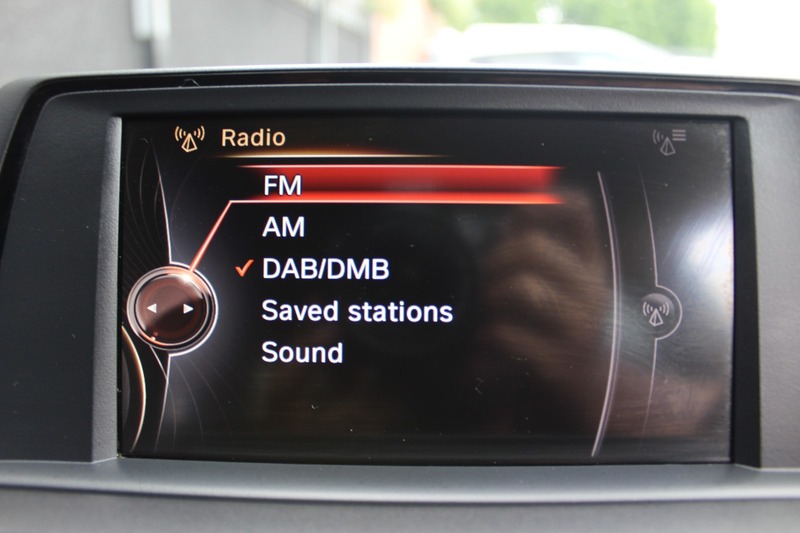 Radio
FM
AM
DAB/DMB
Saved stations
Sound